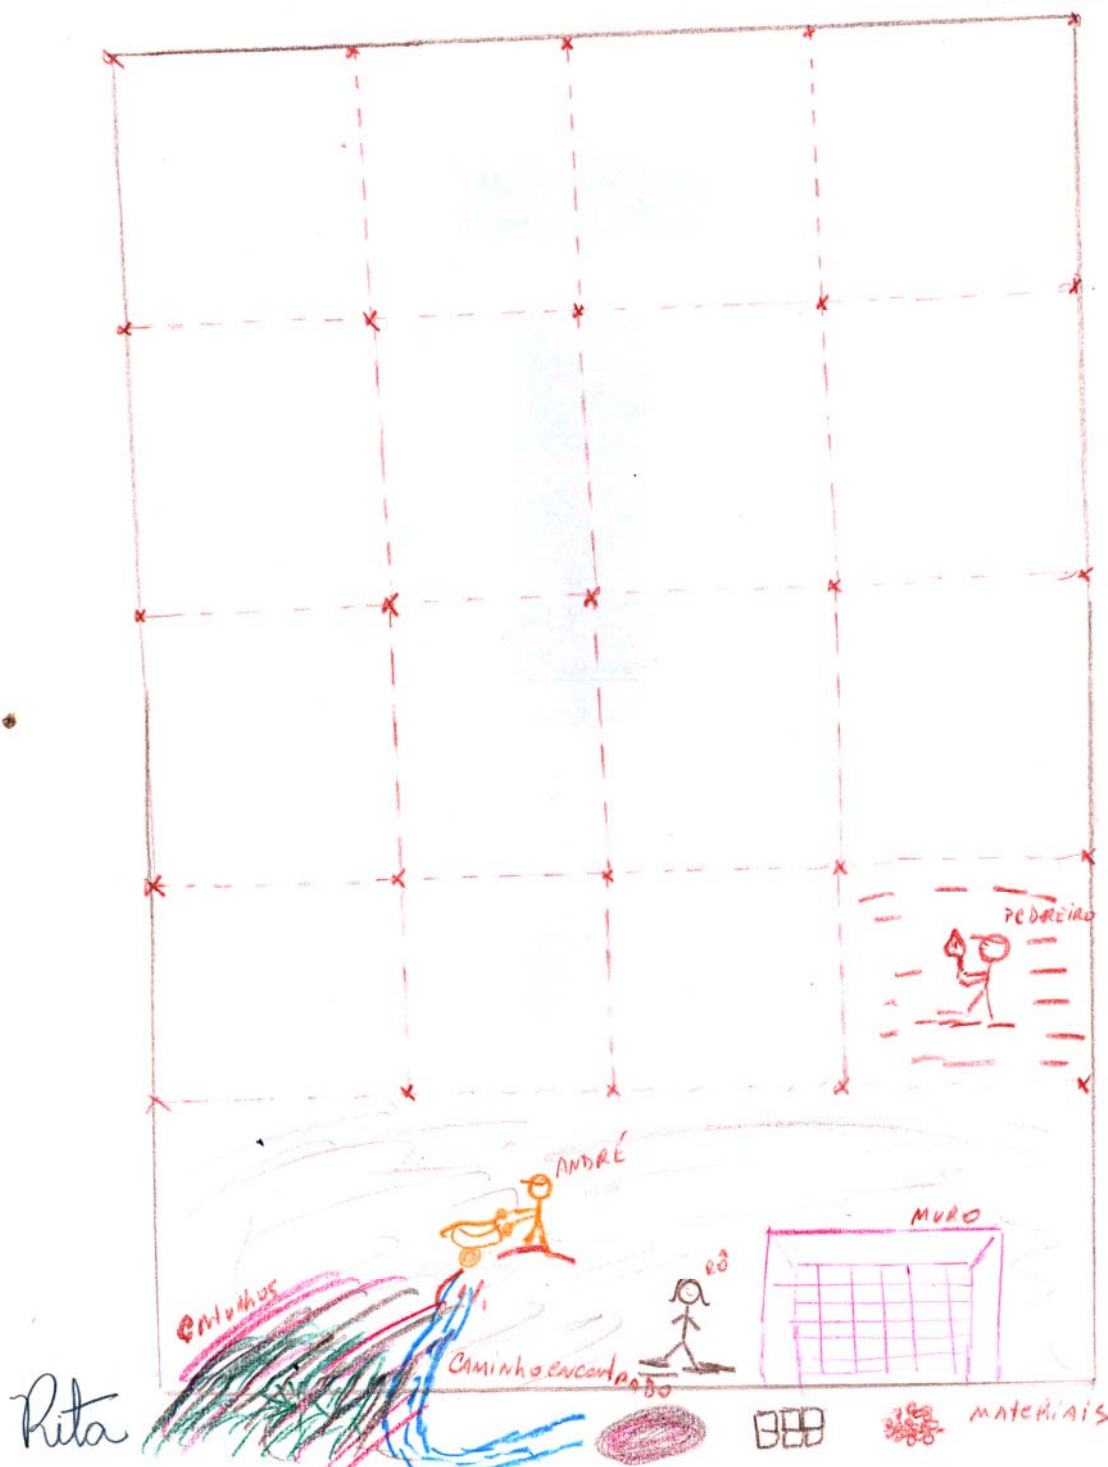 PEDREIRO
ANDRÉ
MURO
RÔ
eNtulhos
CAMINHO eNCONtRADO
MAteRiAiS
Rita